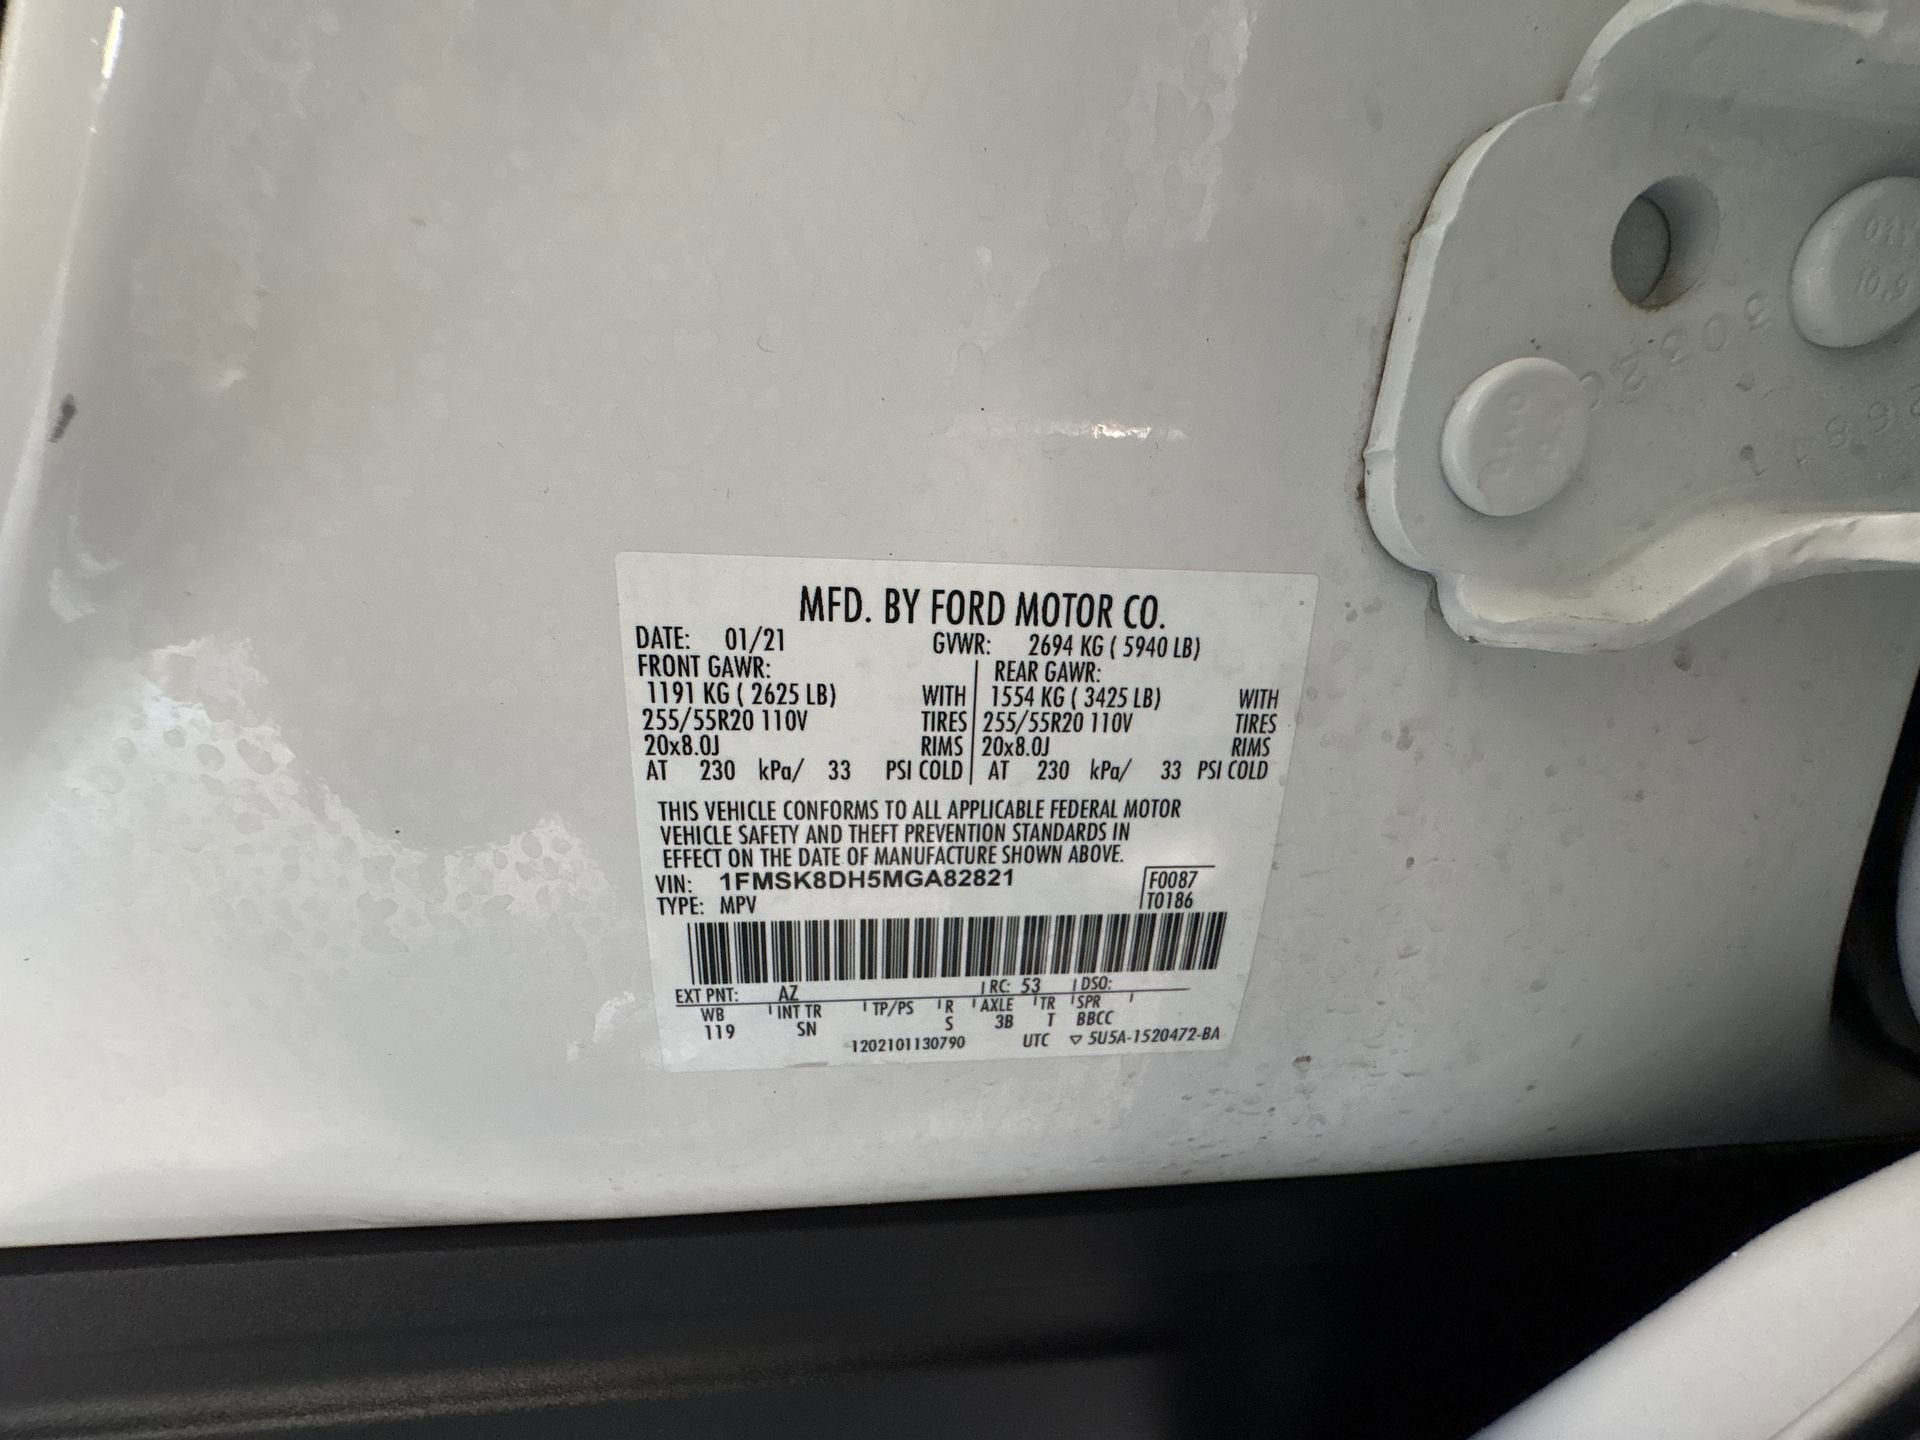 MFD. BY FORD MOTOR CO.
DATE: 01/21 GVWR: 2694 KG ( 5940 LB)
FRONT GAWR: REAR GAWR:
1191 KG ( 2625 LB) WITH 1554 KG ( 3425 LB) WITH
255/55R20 110V TIRES 255/55R20 110V TIRES
20x8.0J RIMS 20x8.0J RIMS
AT 230 kPa/ 33 PSI COLD AT 230 kPa/ 33 PSI COLD
THIS VEHICLE CONFORMS TO ALL APPLICABLE FEDERAL MOTOR
VEHICLE SAFETY AND THEFT PREVENTION STANDARDS IN
EFFECT ON THE DATE OF MANUFACTURE SHOWN ABOVE.
VIN: 1FMSK8DH5MGA82821 F0087
TYPE: MPV T0186
EXT PNT: AZ RC: 53 DSO:
WB INT TR TP/PS R AXLE TR SPR
119 SN S 3B T BBCC
1202101130790 UTC ▽ 5U5A-1520472-BA